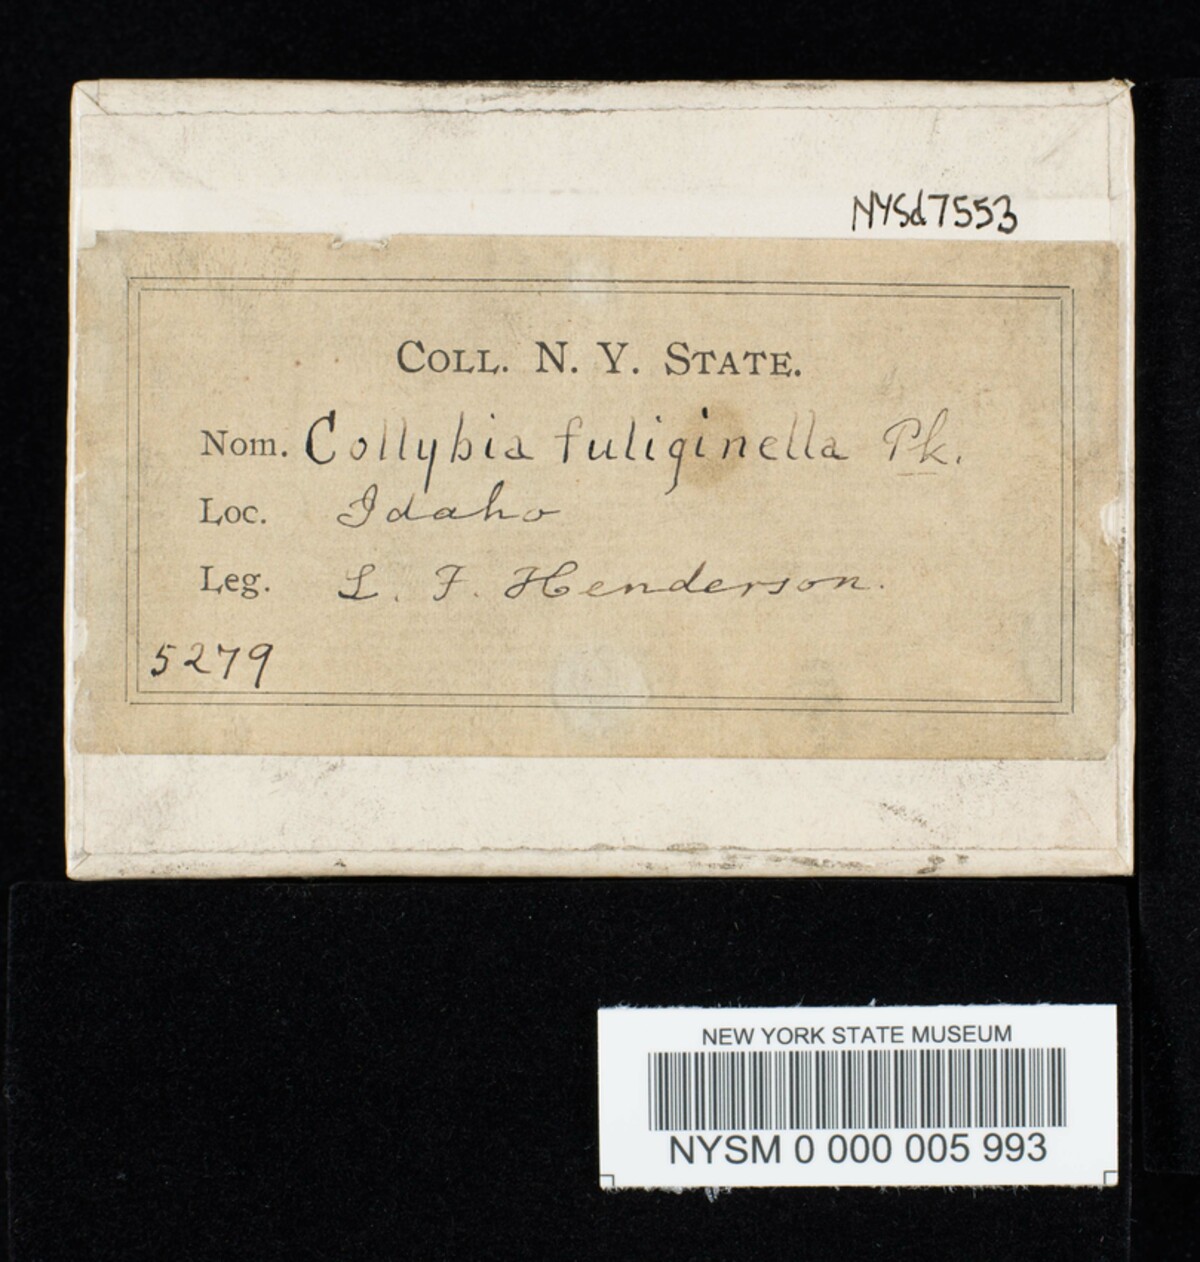 NYSd7553
COLL. N. Y. STATE.
Nom. Collybia fuliginella Pk.
Loc. Idaho
Leg. L. F. Henderson.
5279
NEW YORK STATE MUSEUM
NYSM 0 000 005 993